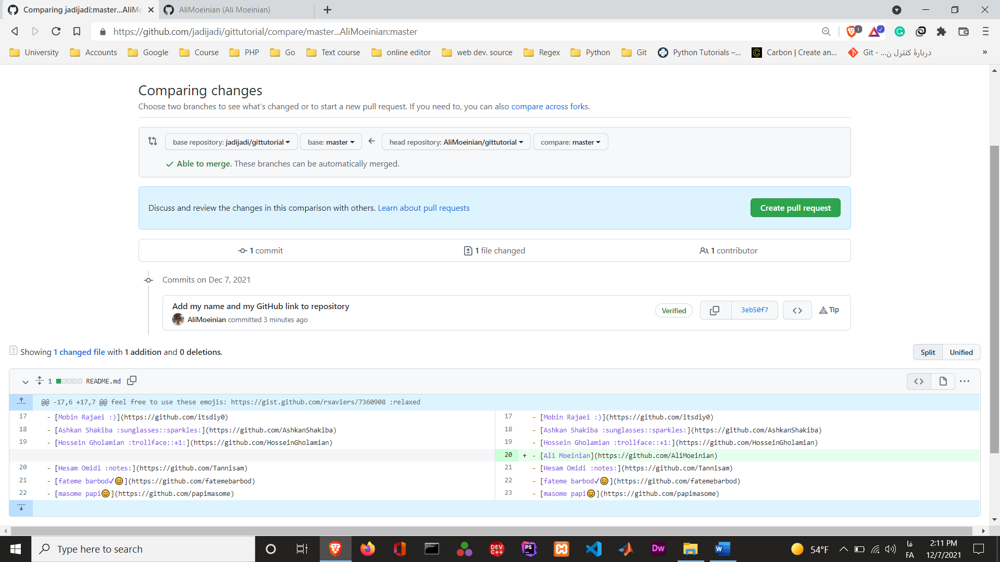 Comparing jadijadi:master...AliMo
AliMoeinian (Ali Moeinian)
https://github.com/jadijadi/gittutorial/compare/master...AliMoeinian:master
1
University
Accounts
Google
Course
PHP
Go
Text course
online editor
web dev. source
Regex
Python
Git
Python Tutorials –...
Carbon | Create an...
Git - دربارهٔ کنترل ن...
»
Comparing changes
Choose two branches to see what's changed or to start a new pull request. If you need to, you can also compare across forks.
base repository: jadijadi/gittutorial
base: master
head repository: AliMoeinian/gittutorial
compare: master
Able to merge. These branches can be automatically merged.
Discuss and review the changes in this comparison with others. Learn about pull requests
Create pull request
1 commit
1 file changed
1 contributor
Commits on Dec 7, 2021
Add my name and my GitHub link to repository
AliMoeinian committed 3 minutes ago
Verified
3eb50f7
<>
Tip
Showing 1 changed file with 1 addition and 0 deletions.
Split
Unified
1
README.md
<>
@@ -17,6 +17,7 @@ feel free to use these emojis: https://gist.github.com/rxaviers/7360908 :relaxed
17 - [Mobin Rajaei :)](https://github.com/itsdiy0)
18 - [Ashkan Shakiba :sunglasses::sparkles:](https://github.com/AshkanShakiba)
19 - [Hossein Gholamian :trollface::+1:](https://github.com/HosseinGholamian)
20 - [Hesam Omidi :notes:](https://github.com/Tannisam)
21 - [fateme barbod✓😊](https://github.com/fatemebarbod)
22 - [masome papi😊](https://github.com/papimasome)
17 - [Mobin Rajaei :)](https://github.com/itsdiy0)
18 - [Ashkan Shakiba :sunglasses::sparkles:](https://github.com/AshkanShakiba)
19 - [Hossein Gholamian :trollface::+1:](https://github.com/HosseinGholamian)
20 + - [Ali Moeinian](https://github.com/AliMoeinian)
21 - [Hesam Omidi :notes:](https://github.com/Tannisam)
22 - [fateme barbod✓😊](https://github.com/fatemebarbod)
23 - [masome papi😊](https://github.com/papimasome)
Type here to search
DEV C++
PS
Dw
W
54°F
فا
FA
2:11 PM
12/7/2021